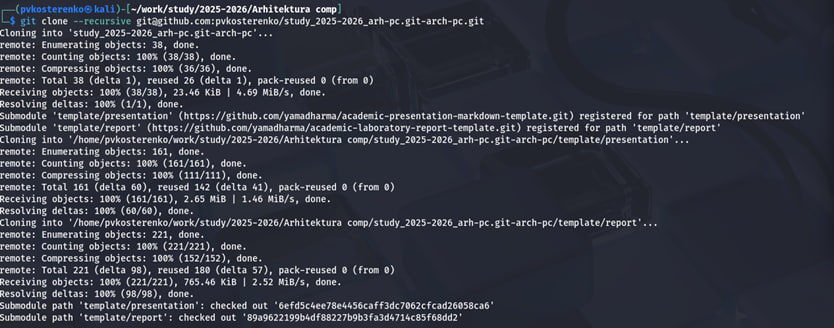 ┌──(pvkosterenko㉿kali)-[~/work/study/2025-2026/Arhitektura comp]
└─$ git clone --recursive git@github.com:pvkosterenko/study_2025-2026_arh-pc.git-arch-pc.git
Cloning into 'study_2025-2026_arh-pc.git-arch-pc'...
remote: Enumerating objects: 38, done.
remote: Counting objects: 100% (38/38), done.
remote: Compressing objects: 100% (36/36), done.
remote: Total 38 (delta 1), reused 26 (delta 1), pack-reused 0 (from 0)
Receiving objects: 100% (38/38), 23.46 KiB | 4.69 MiB/s, done.
Resolving deltas: 100% (1/1), done.
Submodule 'template/presentation' (https://github.com/yamadharma/academic-presentation-markdown-template.git) registered for path 'template/presentation'
Submodule 'template/report' (https://github.com/yamadharma/academic-laboratory-report-template.git) registered for path 'template/report'
Cloning into '/home/pvkosterenko/work/study/2025-2026/Arhitektura comp/study_2025-2026_arh-pc.git-arch-pc/template/presentation'...
remote: Enumerating objects: 161, done.
remote: Counting objects: 100% (161/161), done.
remote: Compressing objects: 100% (111/111), done.
remote: Total 161 (delta 60), reused 142 (delta 41), pack-reused 0 (from 0)
Receiving objects: 100% (161/161), 2.65 MiB | 1.46 MiB/s, done.
Resolving deltas: 100% (60/60), done.
Cloning into '/home/pvkosterenko/work/study/2025-2026/Arhitektura comp/study_2025-2026_arh-pc.git-arch-pc/template/report'...
remote: Enumerating objects: 221, done.
remote: Counting objects: 100% (221/221), done.
remote: Compressing objects: 100% (152/152), done.
remote: Total 221 (delta 98), reused 180 (delta 57), pack-reused 0 (from 0)
Receiving objects: 100% (221/221), 765.46 KiB | 2.52 MiB/s, done.
Resolving deltas: 100% (98/98), done.
Submodule path 'template/presentation': checked out '6efd5c4ee78e4456caff3dc7062cfcad26058ca6'
Submodule path 'template/report': checked out '89a9622199b4df88227b9b3fa3d4714c85f68dd2'